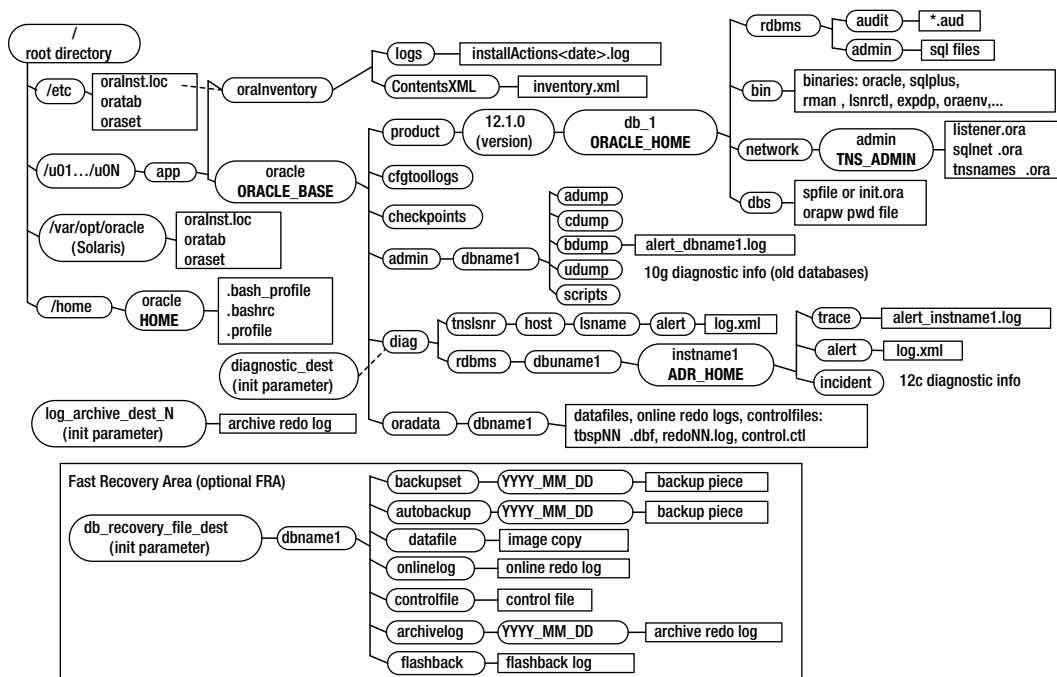 /
root directory
/etc
oraInst.loc
oratab
oraset
/u01…/u0N
app
/var/opt/oracle
(Solaris)
oraInst.loc
oratab
oraset
/home
oracle
HOME
.bash_profile
.bashrc
.profile
oraInventory
logs
installActions<date>.log
ContentsXML
inventory.xml
oracle
ORACLE_BASE
product
12.1.0
(version)
db_1
ORACLE_HOME
rdbms
audit
*.aud
admin
sql files
bin
binaries: oracle, sqlplus,
rman , lsnrctl, expdp, oraenv,...
network
admin
TNS_ADMIN
listener.ora
sqlnet .ora
tnsnames .ora
dbs
spfile or init.ora
orapw pwd file
cfgtoollogs
checkpoints
admin
dbname1
adump
cdump
bdump
alert_dbname1.log
udump
10g diagnostic info (old databases)
scripts
diag
tnslsnr
host
lsname
alert
log.xml
rdbms
dbuname1
instname1
ADR_HOME
trace
alert_instname1.log
alert
log.xml
incident
12c diagnostic info
diagnostic_dest
(init parameter)
log_archive_dest_N
(init parameter)
archive redo log
oradata
dbname1
datafiles, online redo logs, controlfiles:
tbspNN .dbf, redoNN.log, control.ctl
Fast Recovery Area (optional FRA)
db_recovery_file_dest
(init parameter)
dbname1
backupset
YYYY_MM_DD
backup piece
autobackup
YYYY_MM_DD
backup piece
datafile
image copy
onlinelog
online redo log
controlfile
control file
archivelog
YYYY_MM_DD
archive redo log
flashback
flashback log